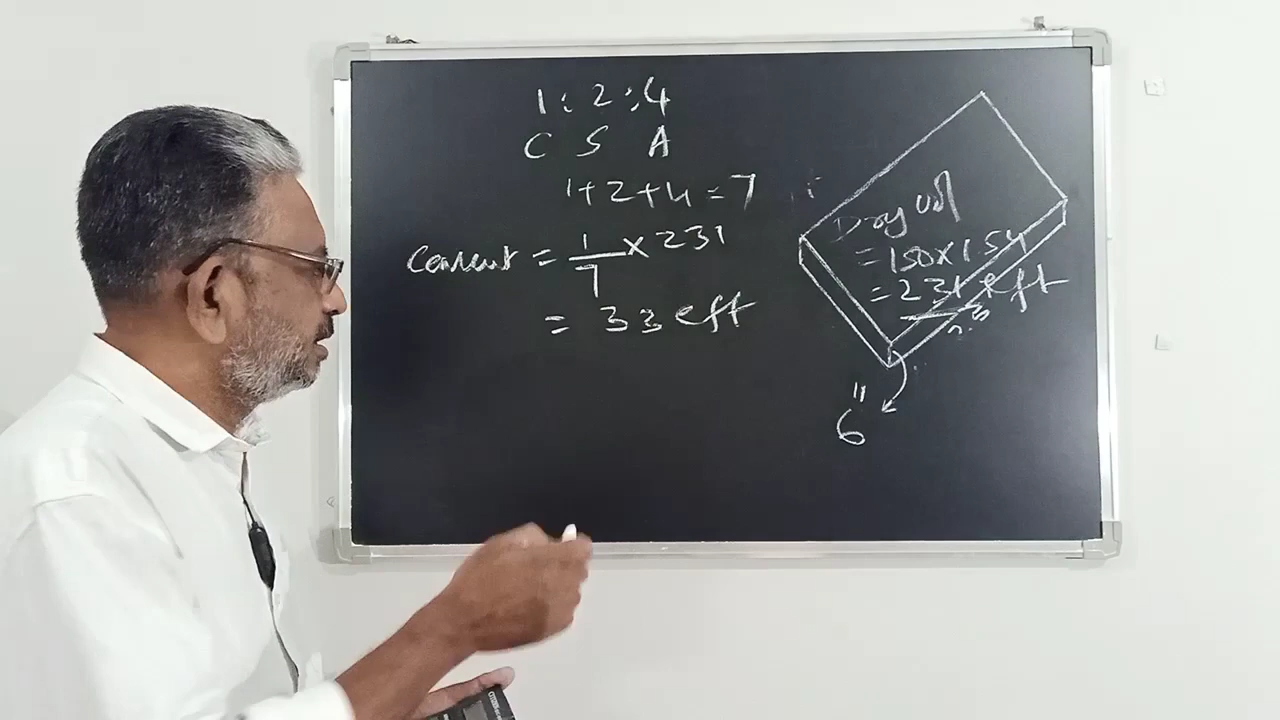 1 : 2 : 4
C S A
1+2+4 = 7
Cement = 1/7 × 231
= 33 cft
Dry vol
= 150×1.54
= 231 cft
6"